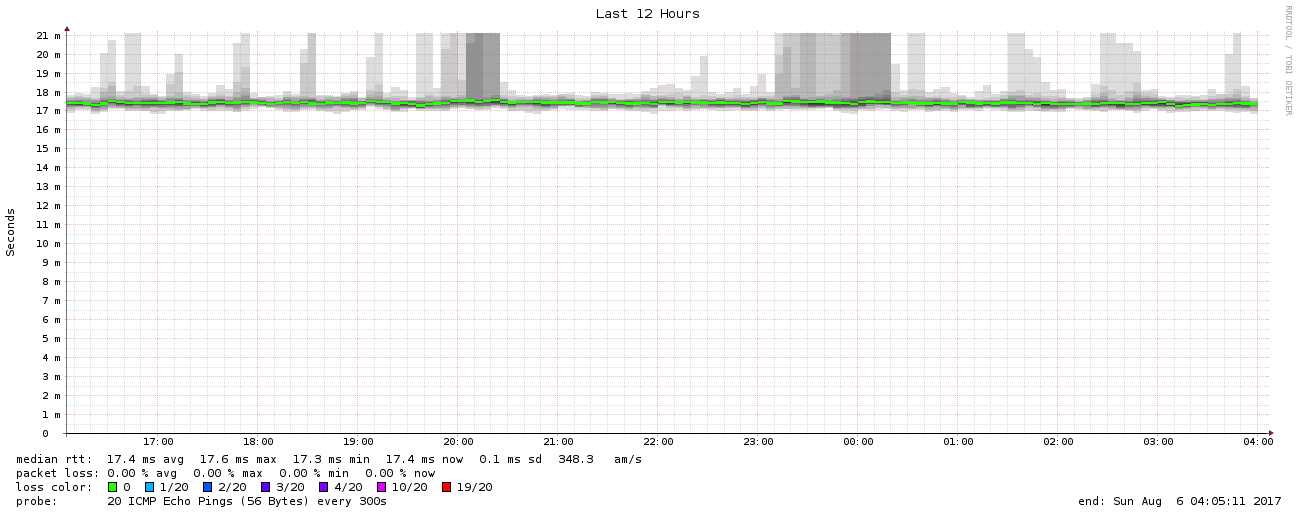 Last 12 Hours
RRDTOOL / TOBI OETIKER
Seconds
21 m
20 m
19 m
18 m
17 m
16 m
15 m
14 m
13 m
12 m
11 m
10 m
9 m
8 m
7 m
6 m
5 m
4 m
3 m
2 m
1 m
0
17:00 18:00 19:00 20:00 21:00 22:00 23:00 00:00 01:00 02:00 03:00 04:00
median rtt: 17.4 ms avg 17.6 ms max 17.3 ms min 17.4 ms now 0.1 ms sd 348.3 am/s
packet loss: 0.00 % avg 0.00 % max 0.00 % min 0.00 % now
loss color: 0 1/20 2/20 3/20 4/20 10/20 19/20
probe: 20 ICMP Echo Pings (56 Bytes) every 300s end: Sun Aug 6 04:05:11 2017